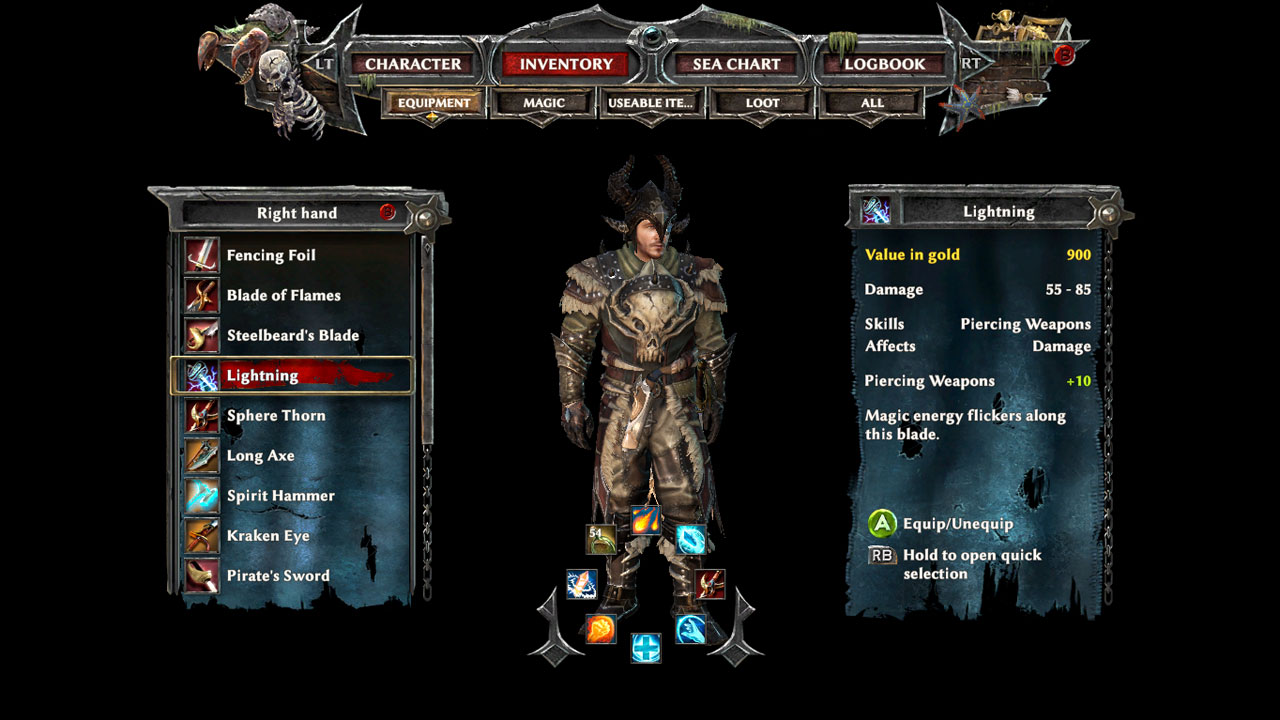 LT CHARACTER INVENTORY SEA CHART LOGBOOK RT B
EQUIPMENT MAGIC USEABLE ITE... LOOT ALL
Right hand B
Fencing Foil
Blade of Flames
Steelbeard's Blade
Lightning
Sphere Thorn
Long Axe
Spirit Hammer
Kraken Eye
Pirate's Sword
54
Lightning
Value in gold 900
Damage 55 - 85
Skills Piercing Weapons
Affects Damage
Piercing Weapons +10
Magic energy flickers along
this blade.
A Equip/Unequip
RB Hold to open quick
selection